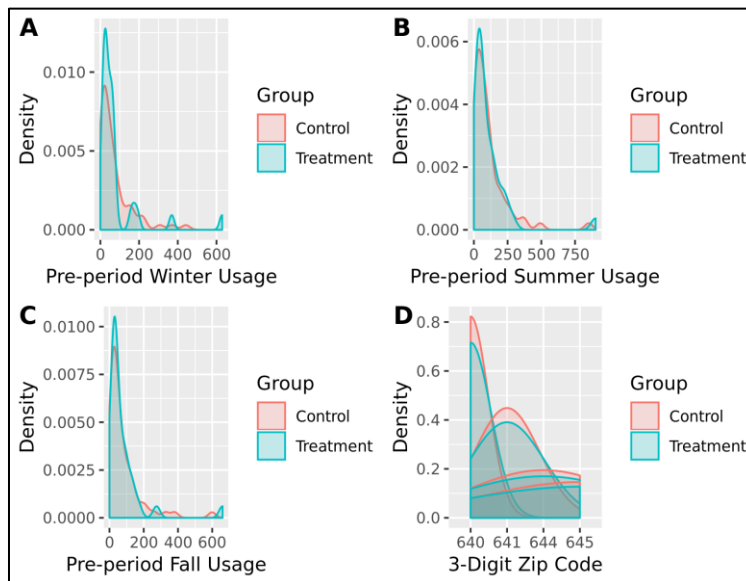 A
0.010
0.005
0.000
Density
0 200 400 600
Pre-period Winter Usage
Group
Control
Treatment
B
0.006
0.004
0.002
0.000
Density
0 250 500 750
Pre-period Summer Usage
Group
Control
Treatment
C
0.0100
0.0075
0.0050
0.0025
0.0000
Density
0 200 400 600
Pre-period Fall Usage
Group
Control
Treatment
D
0.8
0.6
0.4
0.2
0.0
Density
640 641 644 645
3-Digit Zip Code
Group
Control
Treatment